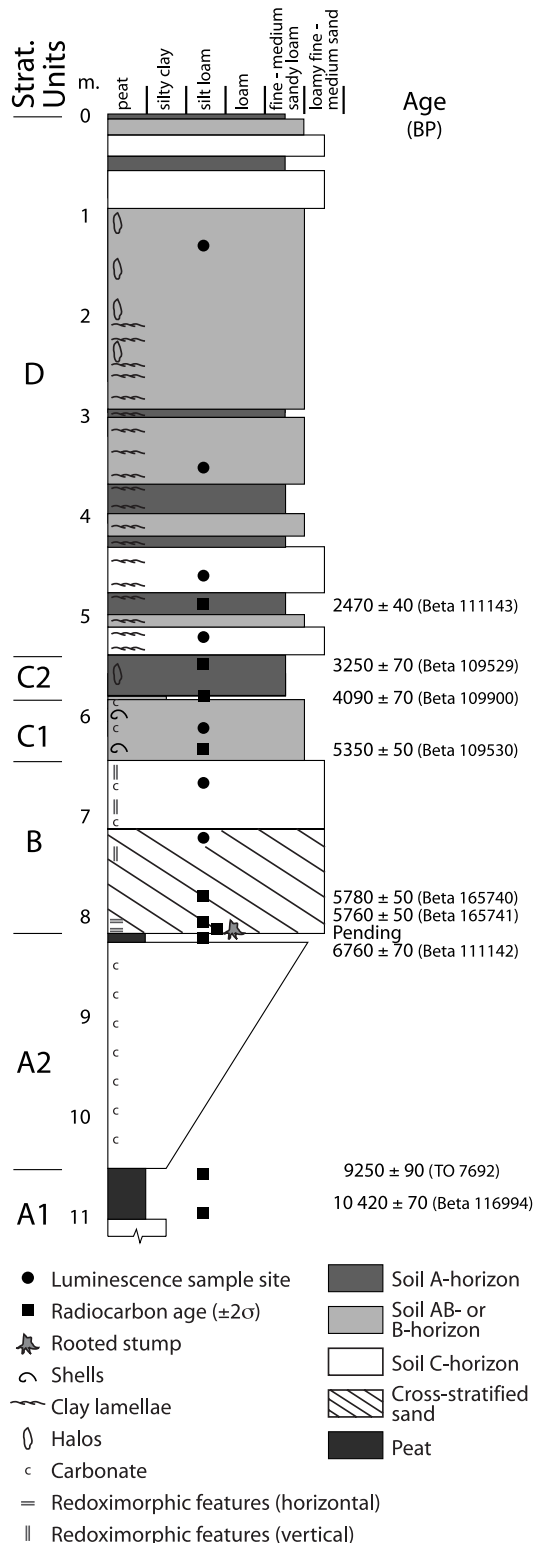 Strat.
Units
m.
peat
silty clay
silt loam
loam
fine - medium
sandy loam
loamy fine -
medium sand
Age
(BP)
0
1
2
D
3
4
5
2470 ± 40 (Beta 111143)
3250 ± 70 (Beta 109529)
C2
4090 ± 70 (Beta 109900)
6
C1
5350 ± 50 (Beta 109530)
7
B
5780 ± 50 (Beta 165740)
8
5760 ± 50 (Beta 165741)
Pending
6760 ± 70 (Beta 111142)
9
A2
10
9250 ± 90 (TO 7692)
10 420 ± 70 (Beta 116994)
A1
11
Luminescence sample site
Radiocarbon age (±2σ)
Rooted stump
Shells
Clay lamellae
Halos
c Carbonate
Redoximorphic features (horizontal)
Redoximorphic features (vertical)
Soil A-horizon
Soil AB- or
B-horizon
Soil C-horizon
Cross-stratified
sand
Peat